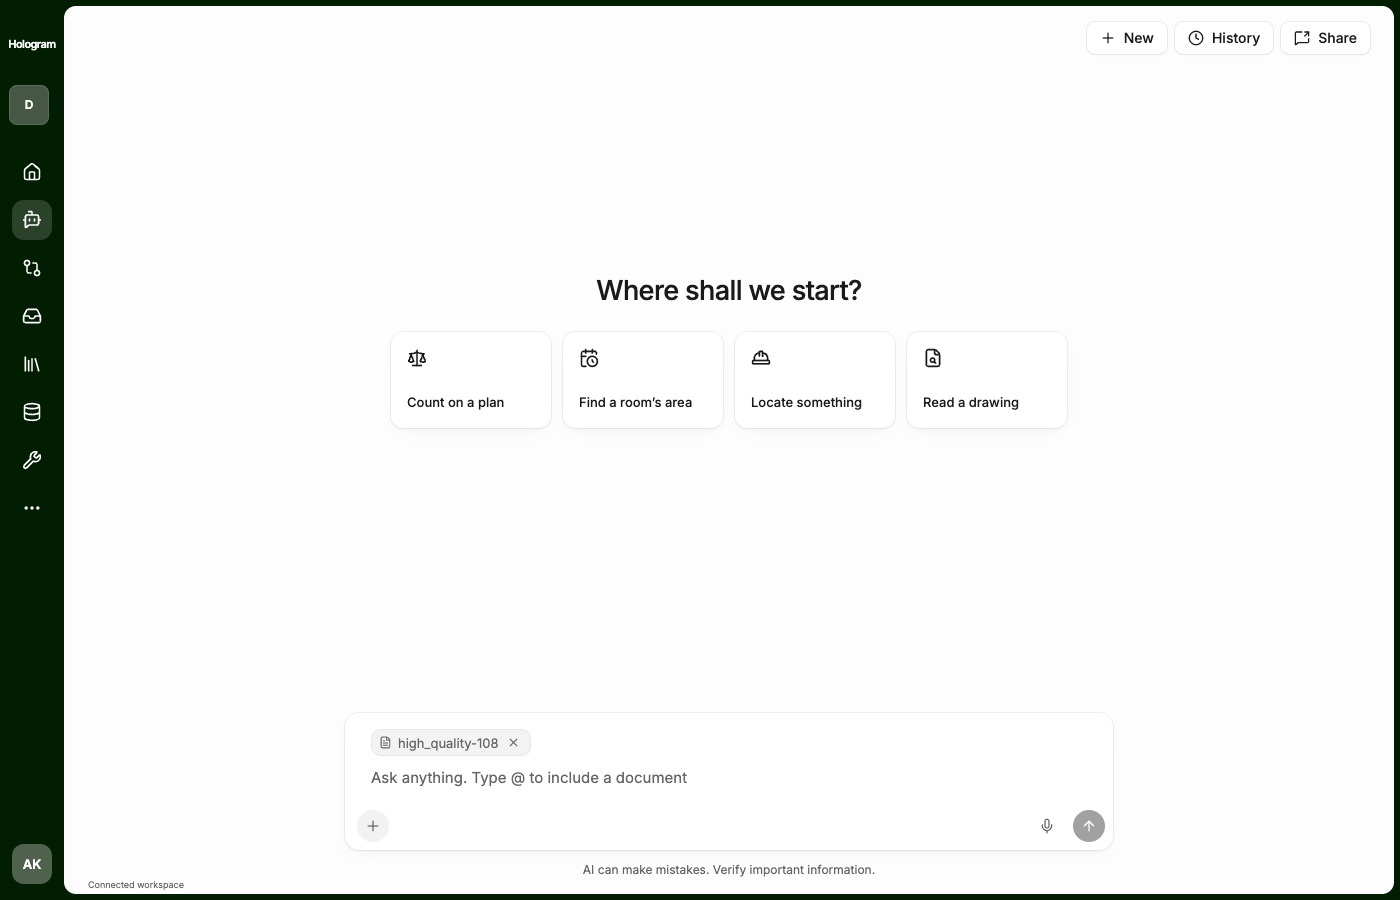 Hologram
New
History
Share
D
Where shall we start?
Count on a plan
Find a room’s area
Locate something
Read a drawing
high_quality-108
Ask anything. Type @ to include a document
AK
AI can make mistakes. Verify important information.
Connected workspace